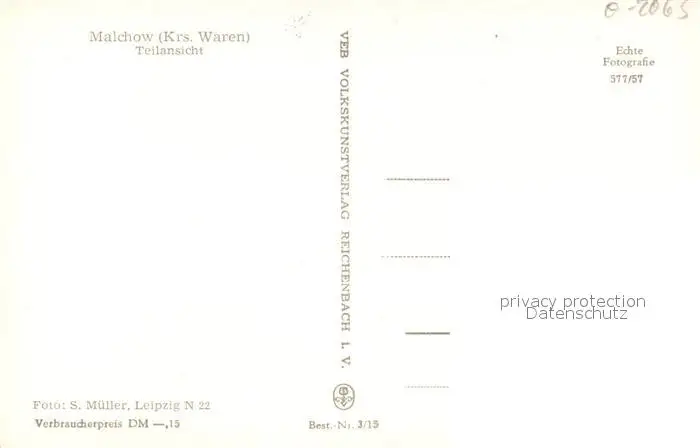 Malchow (Krs. Waren)
Teilansicht
VEB VOLKSKUNSTVERLAG REICHENBACH i. V.
Echte
Fotografie
577/57
privacy protection
Datenschutz
Foto: S. Müller, Leipzig N 22
Verbraucherpreis DM —,15
Best.-Nr. 3/15